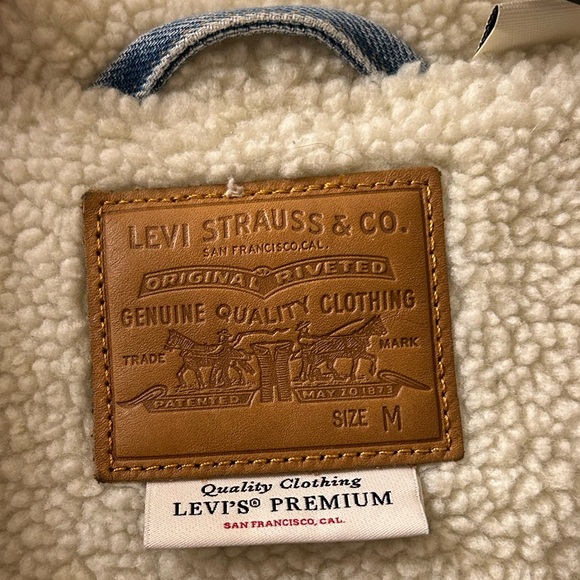 LEVI STRAUSS & CO.
SAN FRANCISCO, CAL.
ORIGINAL RIVETED
GENUINE QUALITY CLOTHING
TRADE MARK
PATENTED MAY 20 1873
SIZE M
Quality Clothing
LEVI'S® PREMIUM
SAN FRANCISCO, CAL.